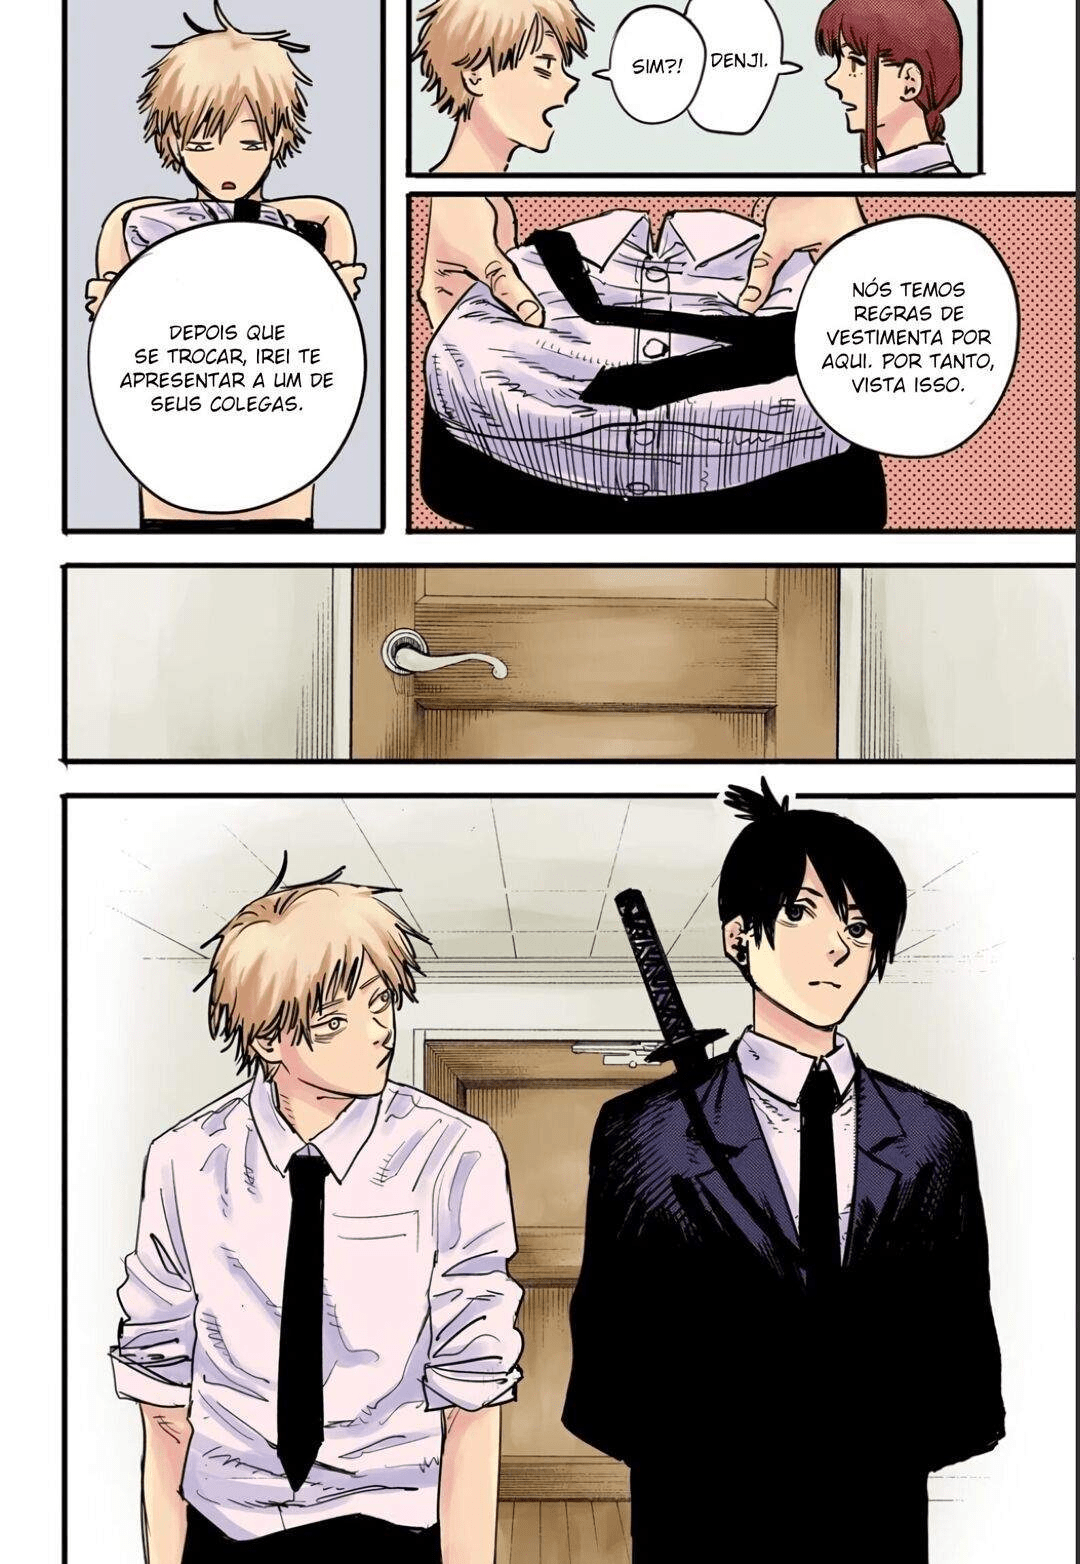 DENJI.
SIM?!
NÓS TEMOS
REGRAS DE
VESTIMENTA POR
AQUI. POR TANTO,
VISTA ISSO.
DEPOIS QUE
SE TROCAR, IREI TE
APRESENTAR A UM DE
SEUS COLEGAS.